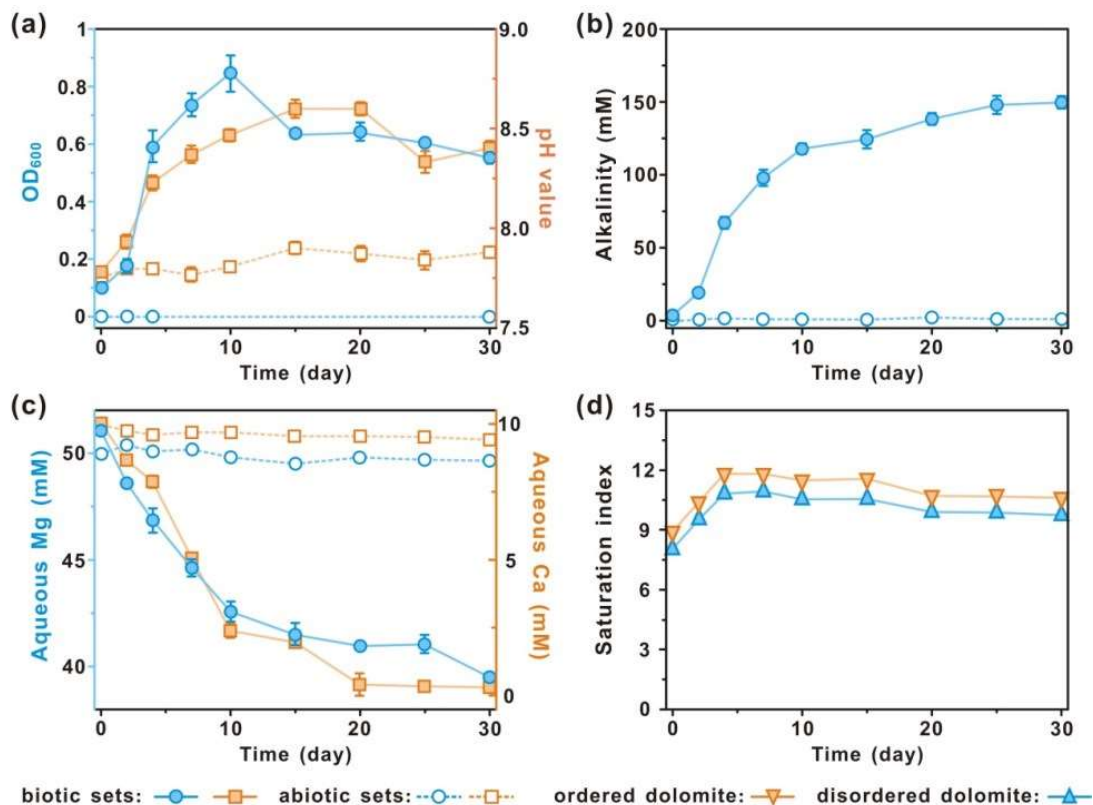 (a)
1
0.8
0.6
0.4
0.2
0
OD600
9.0
8.5
8.0
7.5
pH value
0 10 20 30
Time (day)
(b)
200
150
100
50
0
Alkalinity (mM)
0 10 20 30
Time (day)
(c)
50
45
40
Aqueous Mg (mM)
10
5
0
Aqueous Ca (mM)
0 10 20 30
Time (day)
(d)
15
12
9
6
3
0
Saturation index
0 10 20 30
Time (day)
biotic sets: abiotic sets: ordered dolomite: disordered dolomite: